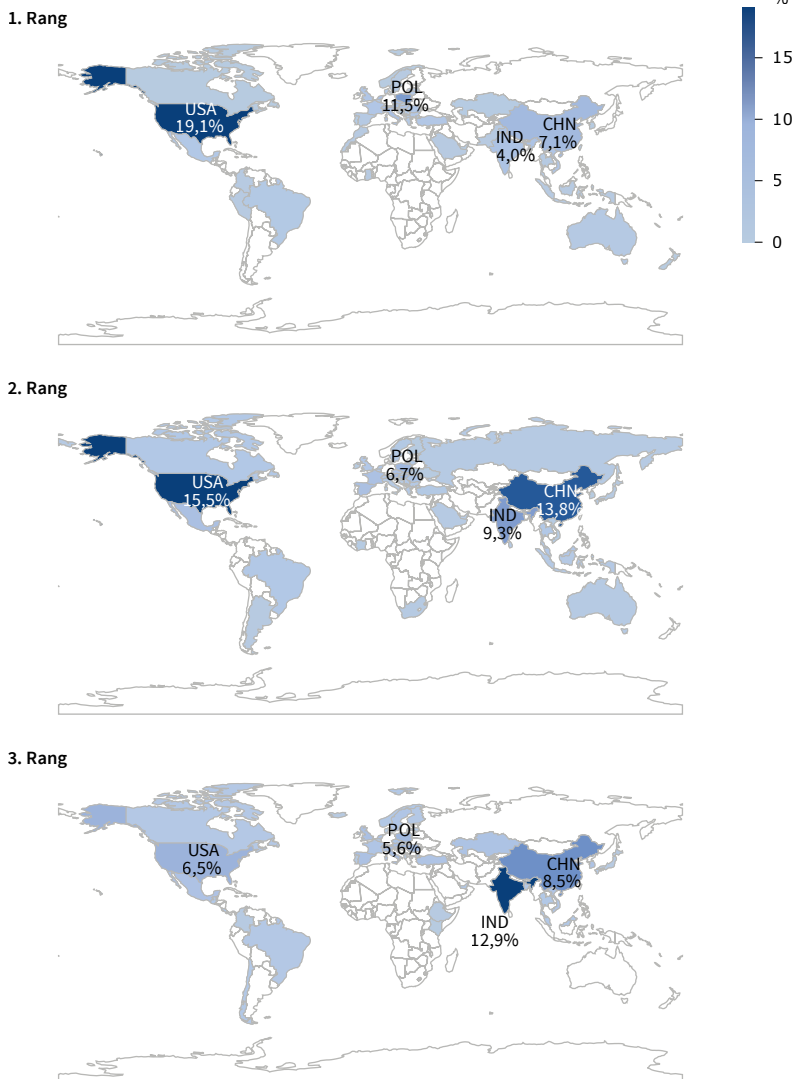 %
1. Rang
15
10
5
0
USA
19,1%
POL
11,5%
IND
4,0%
CHN
7,1%
2. Rang
USA
15,5%
POL
6,7%
IND
9,3%
CHN
13,8%
3. Rang
USA
6,5%
POL
5,6%
CHN
8,5%
IND
12,9%